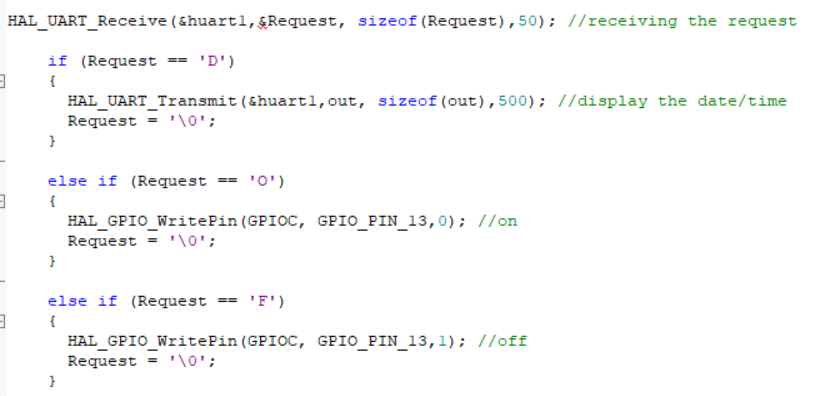 HAL_UART_Receive(&huart1,&Request, sizeof(Request),50); //receiving the request
if (Request == 'D')
{
HAL_UART_Transmit(&huart1,out, sizeof(out),500); //display the date/time
Request = '\0';
}
else if (Request == 'O')
{
HAL_GPIO_WritePin(GPIOC, GPIO_PIN_13,0); //on
Request = '\0';
}
else if (Request == 'F')
{
HAL_GPIO_WritePin(GPIOC, GPIO_PIN_13,1); //off
Request = '\0';
}